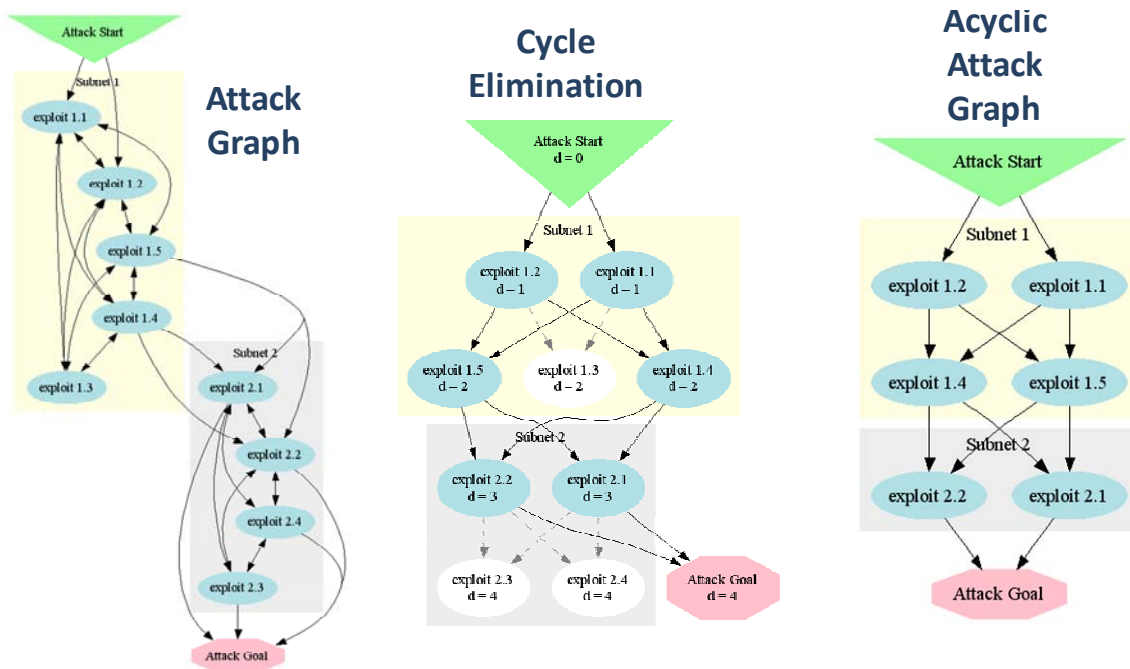 Attack Start
Subnet 1
exploit 1.1
exploit 1.2
exploit 1.5
exploit 1.4
exploit 1.3
Subnet 2
exploit 2.1
exploit 2.2
exploit 2.4
exploit 2.3
Attack Goal
Attack
Graph
Cycle
Elimination
Attack Start
d = 0
Subnet 1
exploit 1.2
d – 1
exploit 1.1
d – 1
exploit 1.5
d – 2
exploit 1.3
d – 2
exploit 1.4
d – 2
Subnet 2
exploit 2.2
d = 3
exploit 2.1
d = 3
exploit 2.3
d = 4
exploit 2.4
d = 4
Attack Goal
d = 4
Acyclic
Attack
Graph
Attack Start
Subnet 1
exploit 1.2
exploit 1.1
exploit 1.4
exploit 1.5
Subnet 2
exploit 2.2
exploit 2.1
Attack Goal